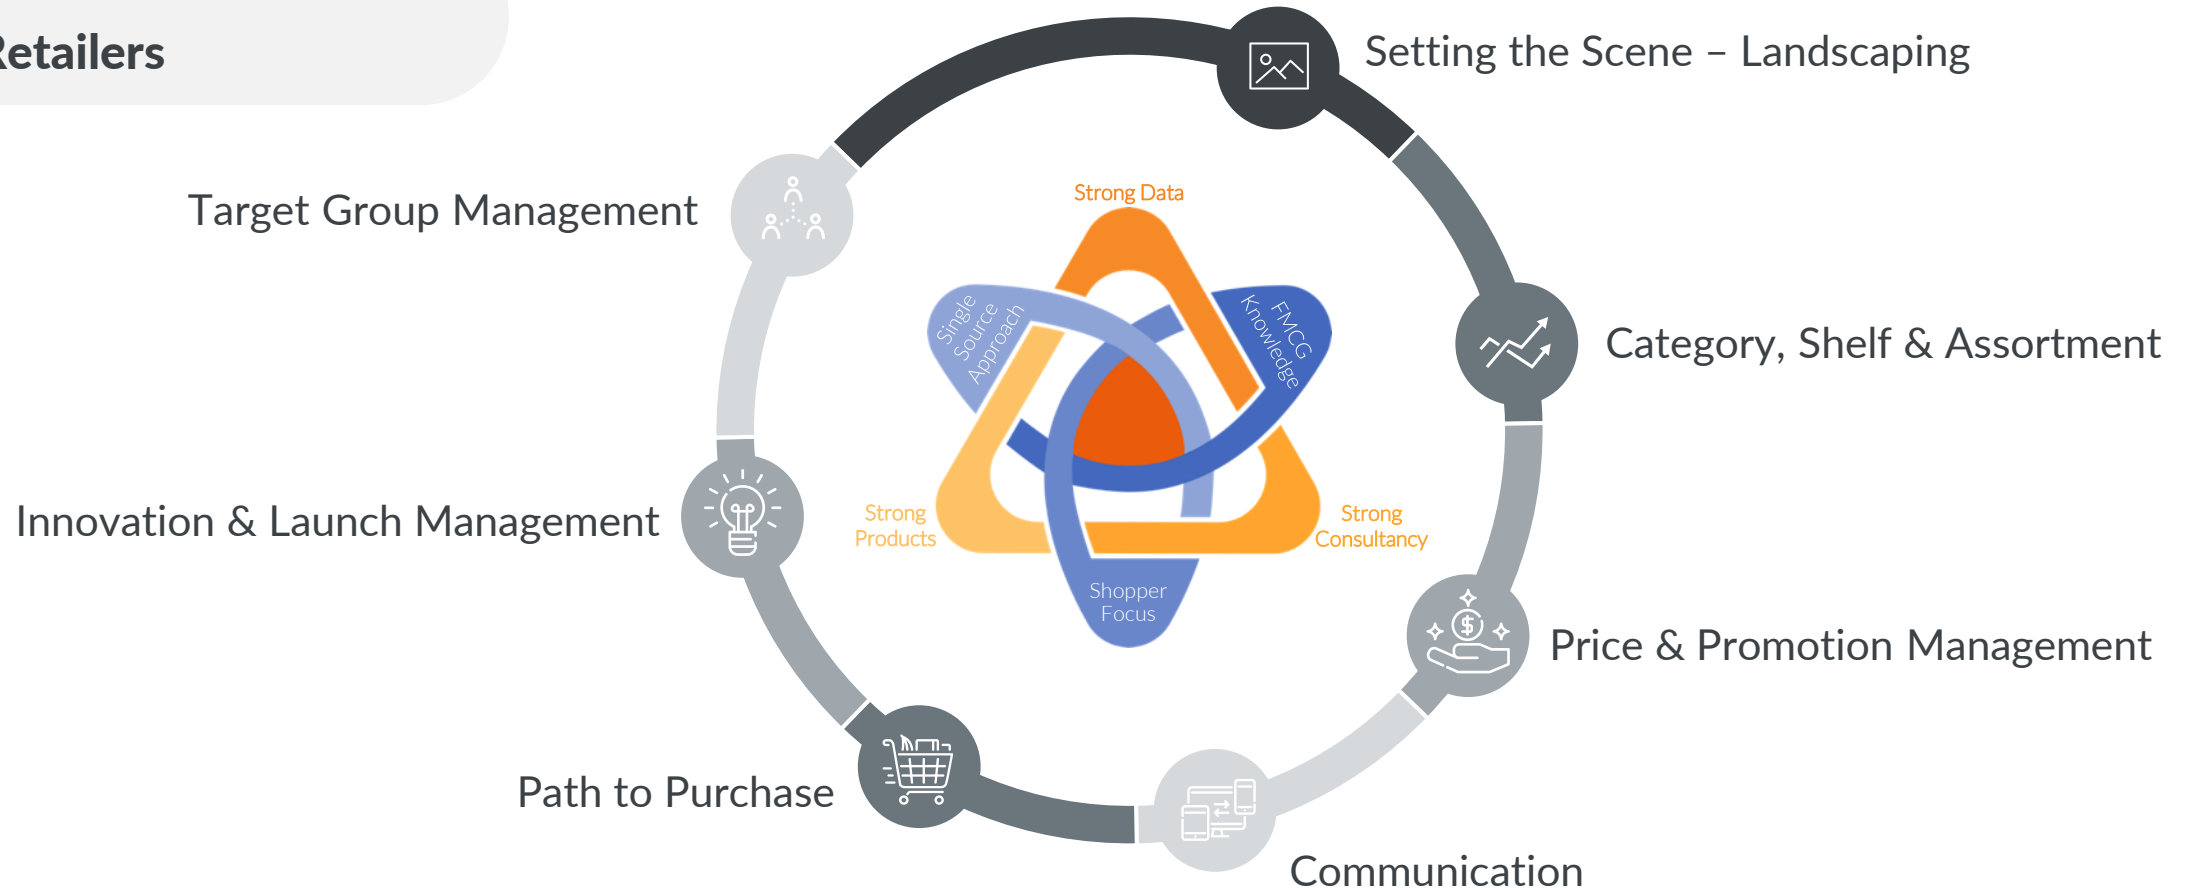 Retailers
Setting the Scene – Landscaping
Target Group Management
Strong Data
Single
Source
Approach
FMCG
Knowledge
Category, Shelf & Assortment
Innovation & Launch Management
Strong
Products
Strong
Consultancy
Shopper
Focus
Price & Promotion Management
Path to Purchase
Communication